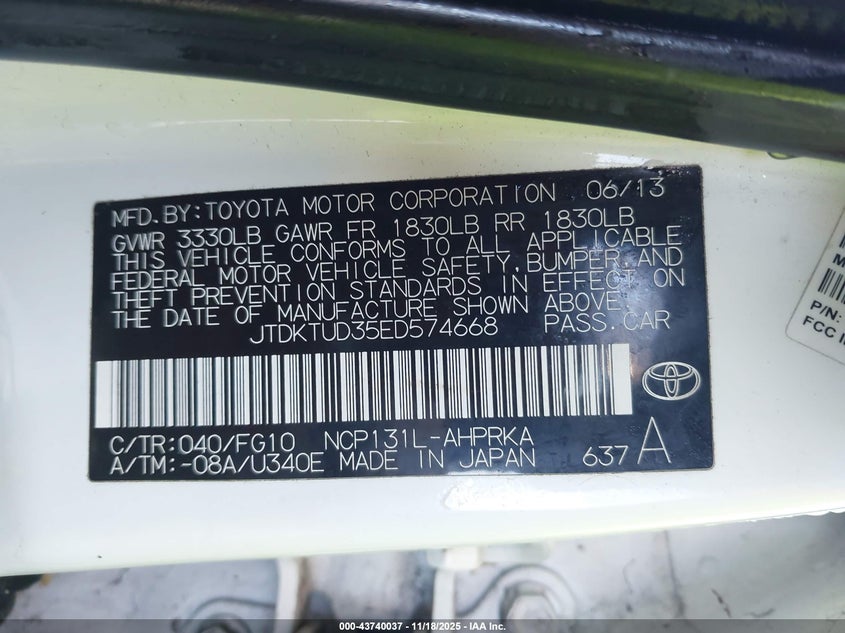 MFD.BY:TOYOTA MOTOR CORPORATION 06/13
GVWR 3330LB GAWR FR 1830LB RR 1830LB
THIS VEHICLE CONFORMS TO ALL APPLICABLE
FEDERAL MOTOR VEHICLE SAFETY,BUMPER,AND
THEFT PREVENTION STANDARDS IN EFFECT ON
THE DATE OF MANUFACTURE SHOWN ABOVE.
JTDKTUD35ED574668 PASS.CAR
C/TR:040/FG10 NCP131L-AHPRKA
A/TM:-08A/U340E MADE IN JAPAN 637 A
P/N:
FCC I
000-43740037 - 11/18/2025 - IAA Inc.